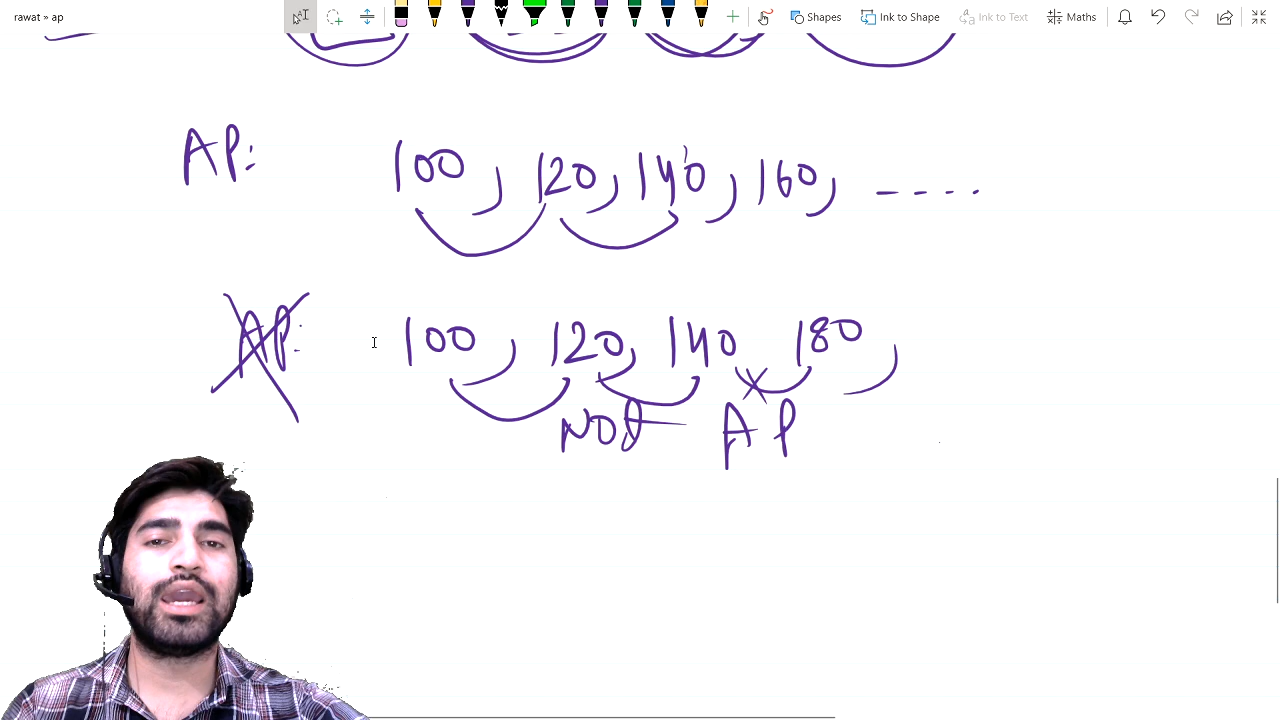 rawat » ap
Shapes
Ink to Shape
Ink to Text
Maths
AP: 100, 120, 140, 160, ----
AP: 100, 120, 140 180,
NOT AP